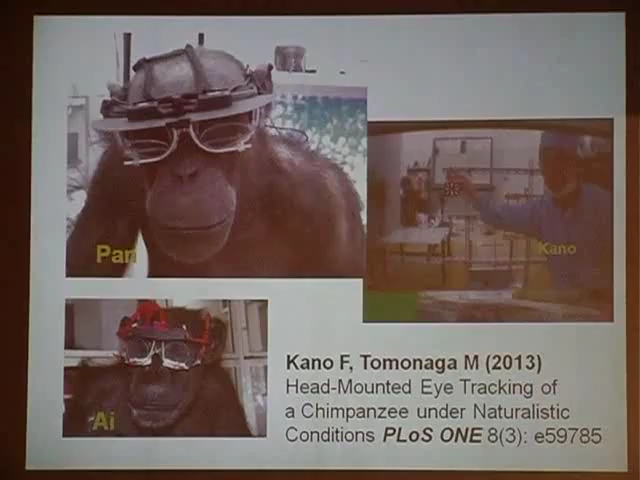 Pan
Kano
Ai
Kano F, Tomonaga M (2013)
Head-Mounted Eye Tracking of
a Chimpanzee under Naturalistic
Conditions PLoS ONE 8(3): e59785